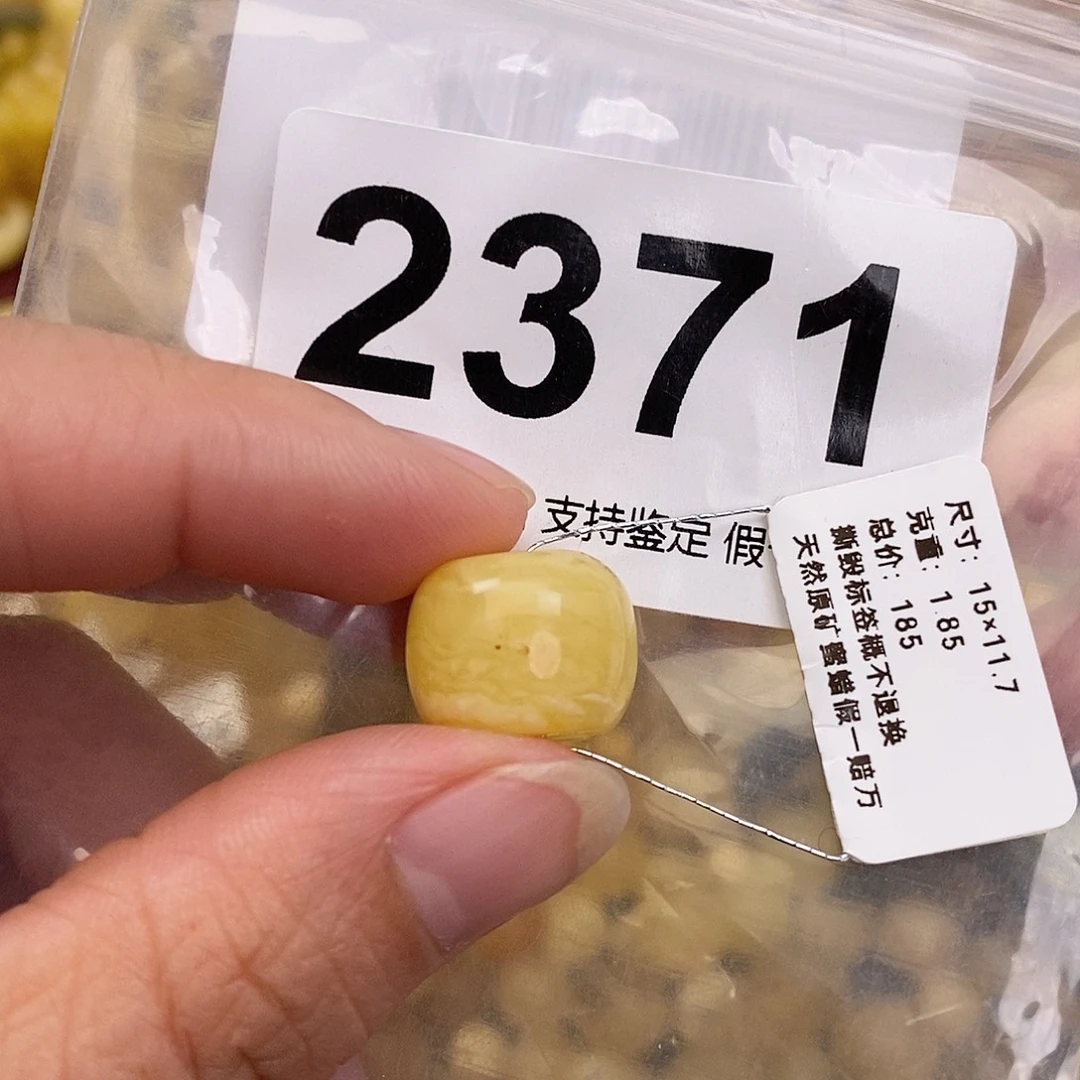 2371
支持鉴定 假
尺寸: 15×11.7
克重: 1.85
总价: 185
撕毁标签概不退换
天然原矿蜜蜡假一赔万